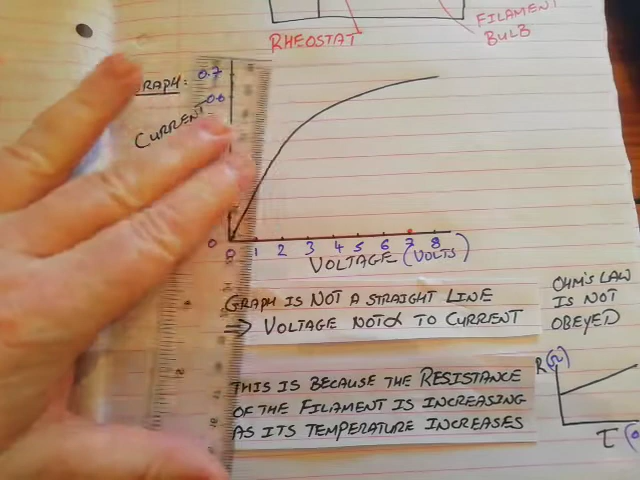 RHEOSTAT
FILAMENT
BULB
GRAPH:
0.7
0.6
CURRENT
0
0 1 2 3 4 5 6 7 8
VOLTAGE (VOLTS)
GRAPH IS NOT A STRAIGHT LINE
⇒ VOLTAGE NOT ∝ TO CURRENT
OHM'S LAW
IS NOT
OBEYED
THIS IS BECAUSE THE RESISTANCE
OF THE FILAMENT IS INCREASING
AS ITS TEMPERATURE INCREASES
R(Ω)
T